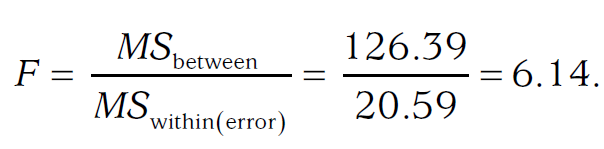 F = MS_between / MS_within(error) = 126.39 / 20.59 = 6.14.